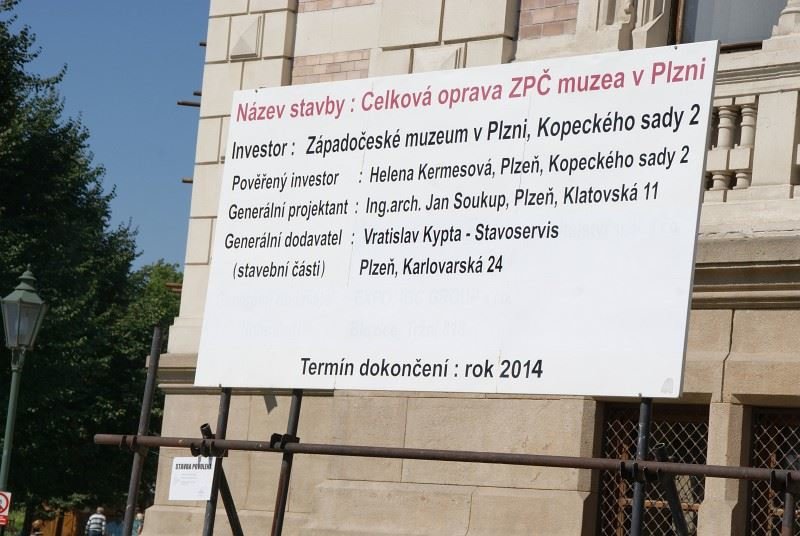 Název stavby : Celková oprava ZPČ muzea v Plzni
Investor : Západočeské muzeum v Plzni, Kopeckého sady 2
Pověřený investor : Helena Kermesová, Plzeň, Kopeckého sady 2
Generální projektant : Ing.arch. Jan Soukup, Plzeň, Klatovská 11
Generální dodavatel : Vratislav Kypta - Stavoservis
(stavební části) Plzeň, Karlovarská 24
Termín dokončení : rok 2014
STAVBA POVOLENA